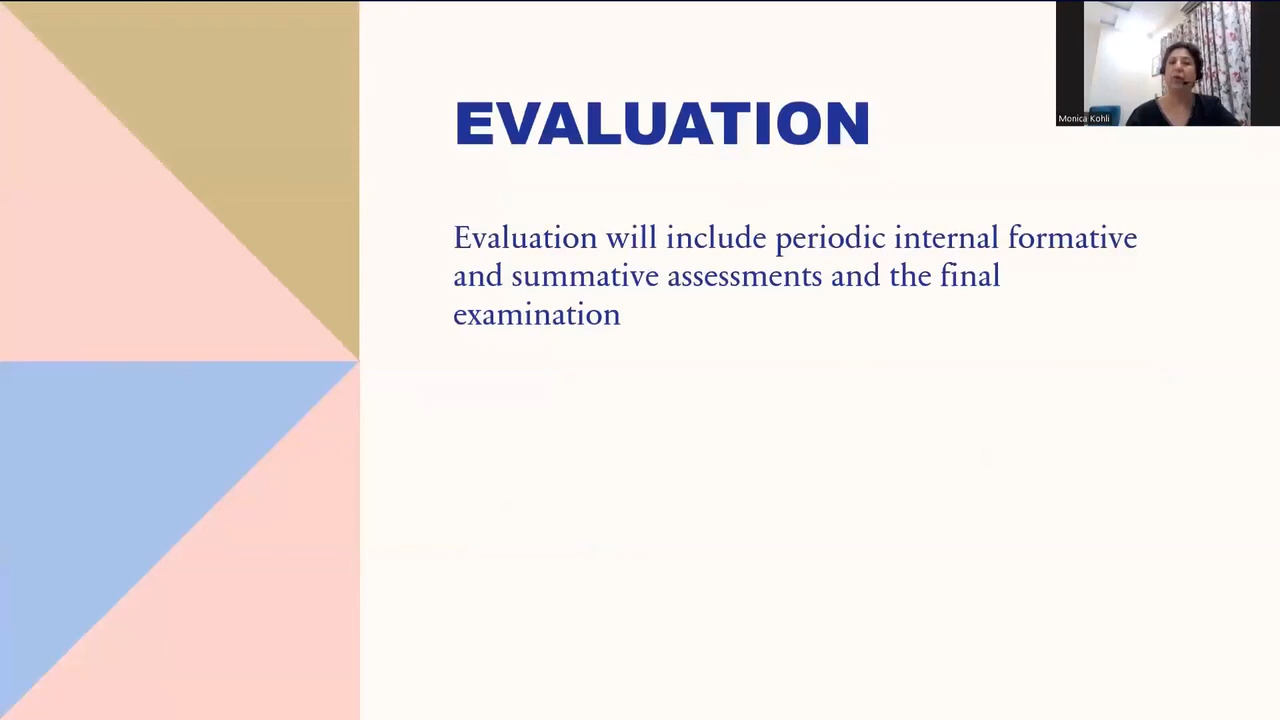 EVALUATION
Evaluation will include periodic internal formative
and summative assessments and the final
examination
Monica Kohli